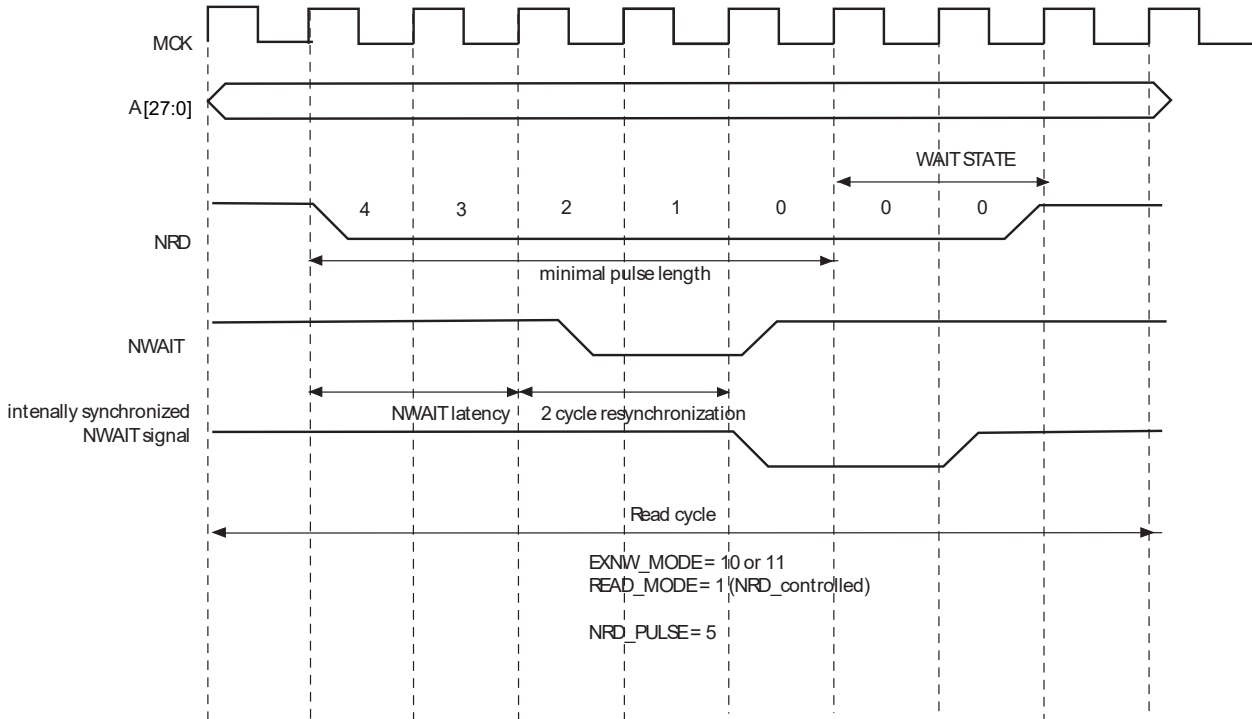 MCK
A[27:0]
WAIT STATE
4 3 2 1 0 0 0
NRD
minimal pulse length
NWAIT
NWAIT latency 2 cycle resynchronization
intenally synchronized
NWAIT signal
Read cycle
EXNW_MODE = 10 or 11
READ_MODE = 1 (NRD_controlled)
NRD_PULSE = 5